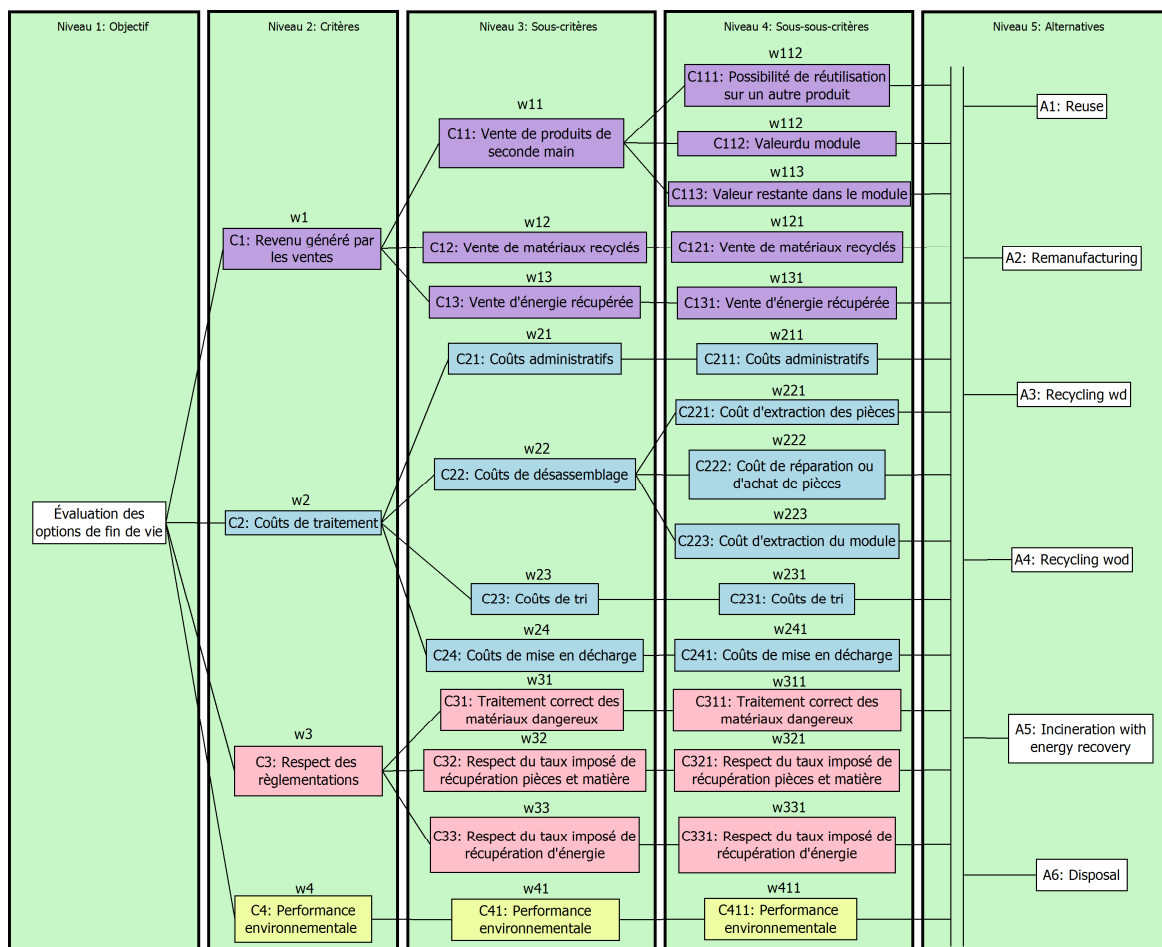 Niveau 1: Objectif
Niveau 2: Critères
Niveau 3: Sous-critères
Niveau 4: Sous-sous-critères
Niveau 5: Alternatives
Évaluation des
options de fin de vie
w1
C1: Revenu généré par
les ventes
w2
C2: Coûts de traitement
w3
C3: Respect des
règlementations
w4
C4: Performance
environnementale
w11
C11: Vente de produits de
seconde main
w12
C12: Vente de matériaux recyclés
w13
C13: Vente d'énergie récupérée
w21
C21: Coûts administratifs
w22
C22: Coûts de désassemblage
w23
C23: Coûts de tri
w24
C24: Coûts de mise en décharge
w31
C31: Traitement correct des
matériaux dangereux
w32
C32: Respect du taux imposé de
récupération pièces et matière
w33
C33: Respect du taux imposé de
récupération d'énergie
w41
C41: Performance
environnementale
w112
C111: Possibilité de réutilisation
sur un autre produit
w112
C112: Valeurdu module
w113
C113: Valeur restante dans le module
w121
C121: Vente de matériaux recyclés
w131
C131: Vente d'énergie récupérée
w211
C211: Coûts administratifs
w221
C221: Coût d'extraction des pièces
w222
C222: Coût de réparation ou
d'achat de pièces
w223
C223: Coût d'extraction du module
w231
C231: Coûts de tri
w241
C241: Coûts de mise en décharge
w311
C311: Traitement correct des
matériaux dangereux
w321
C321: Respect du taux imposé de
récupération pièces et matière
w331
C331: Respect du taux imposé de
récupération d'énergie
w411
C411: Performance
environnementale
A1: Reuse
A2: Remanufacturing
A3: Recycling wd
A4: Recycling wod
A5: Incineration with
energy recovery
A6: Disposal